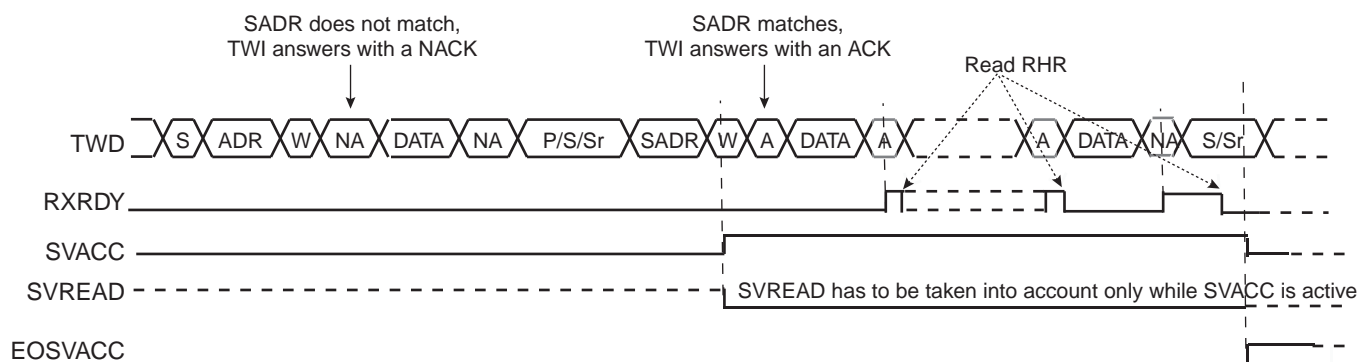 SADR does not match,
TWI answers with a NACK
SADR matches,
TWI answers with an ACK
Read RHR
TWD S ADR W NA DATA NA P/S/Sr SADR W A DATA A A DATA NA S/Sr
RXRDY
SVACC
SVREAD SVREAD has to be taken into account only while SVACC is active
EOSVACC